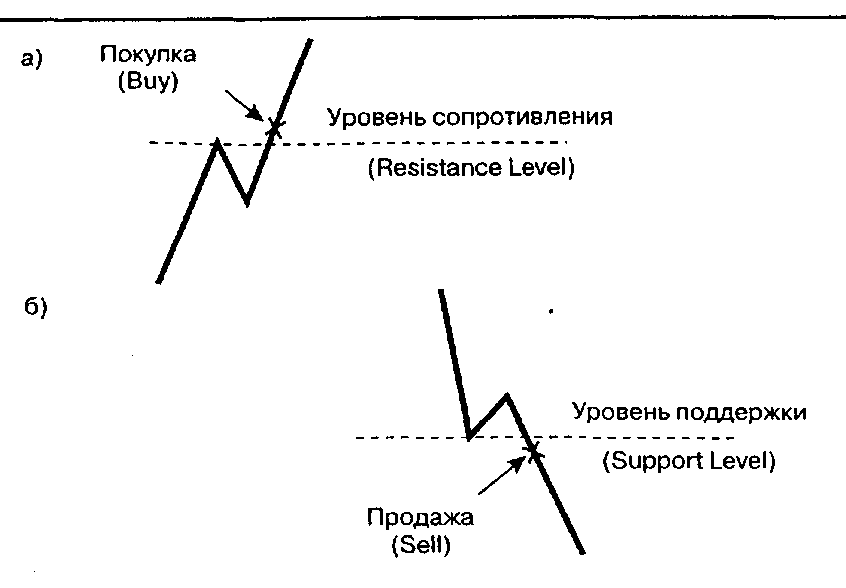 а)
Покупка
(Buy)
Уровень сопротивления
(Resistance Level)
б)
Уровень поддержки
(Support Level)
Продажа
(Sell)